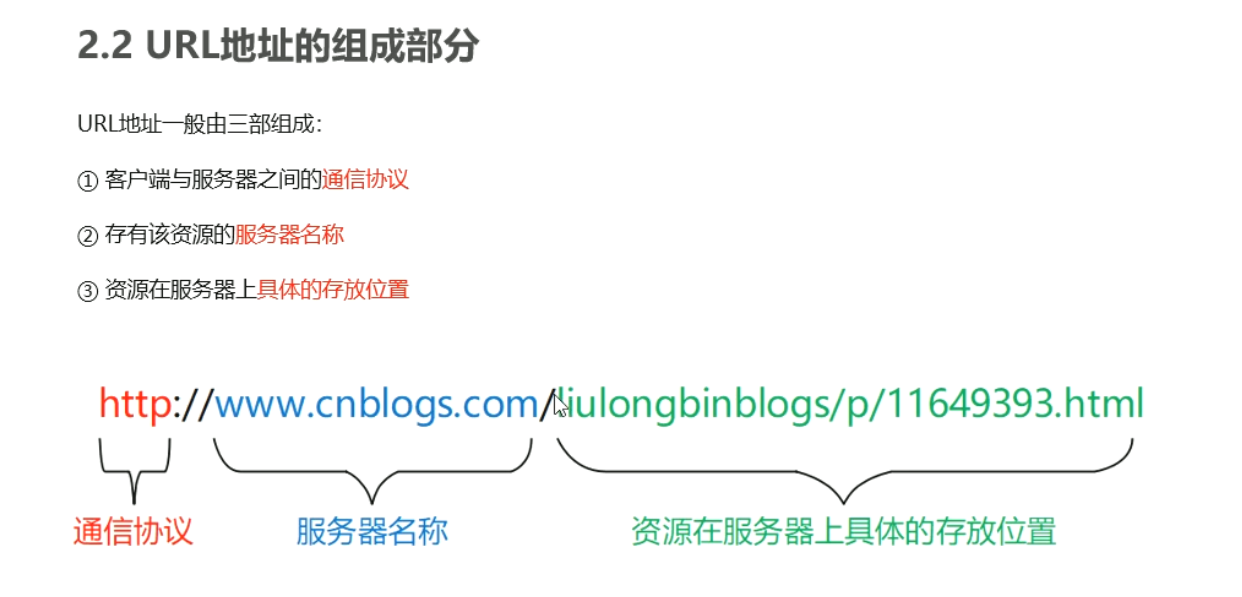 2.2 URL地址的组成部分
URL地址一般由三部组成：
① 客户端与服务器之间的通信协议
② 存有该资源的服务器名称
③ 资源在服务器上具体的存放位置
http://www.cnblogs.com/liulongbinblogs/p/11649393.html
通信协议 服务器名称 资源在服务器上具体的存放位置